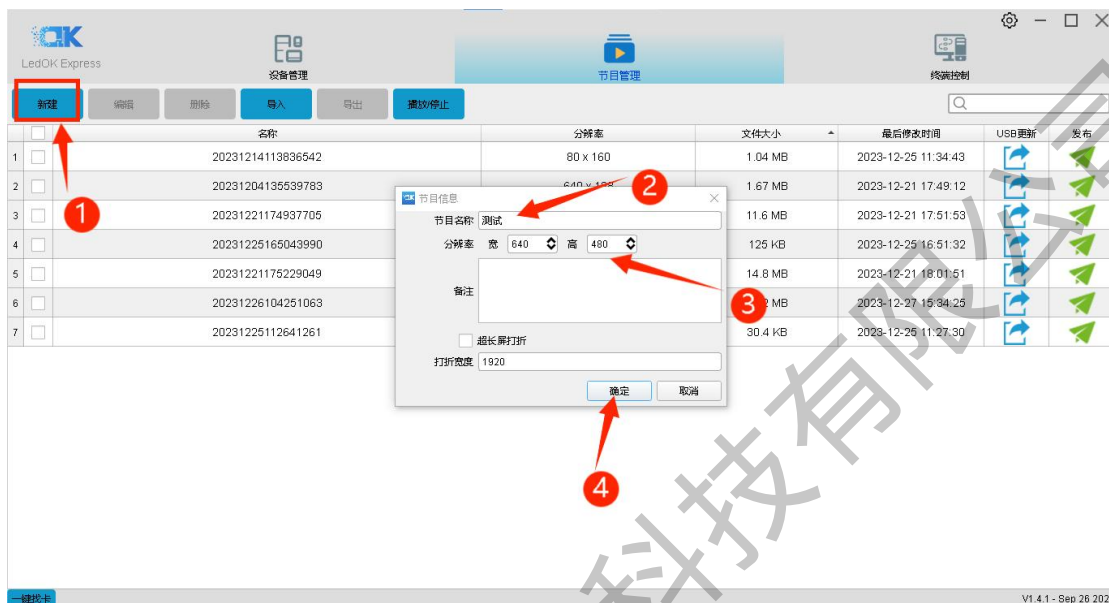 LedOK Express
设备管理
节目管理
终端控制
新建 编辑 删除 导入 导出 播放/停止
名称 分辨率 文件大小 最后修改时间 USB更新 发布
1 20231214113836542 80 x 160 1.04 MB 2023-12-25 11:34:43
2 20231204135539783 1.67 MB 2023-12-21 17:49:12
3 20231221174937705 11.6 MB 2023-12-21 17:51:53
4 20231225165043990 125 KB 2023-12-25 16:51:32
5 20231221175229049 14.8 MB 2023-12-21 18:01:51
6 20231226104251063 MB 2023-12-27 15:34:25
7 20231225112641261 30.4 KB 2023-12-25 11:27:30
节目信息
节目名称 测试
分辨率 宽 640 高 480
备注
超长屏打折
打折宽度 1920
确定 取消
1
2
3
4
科技有限公司
一键找卡
V1.4.1 - Sep 26 202